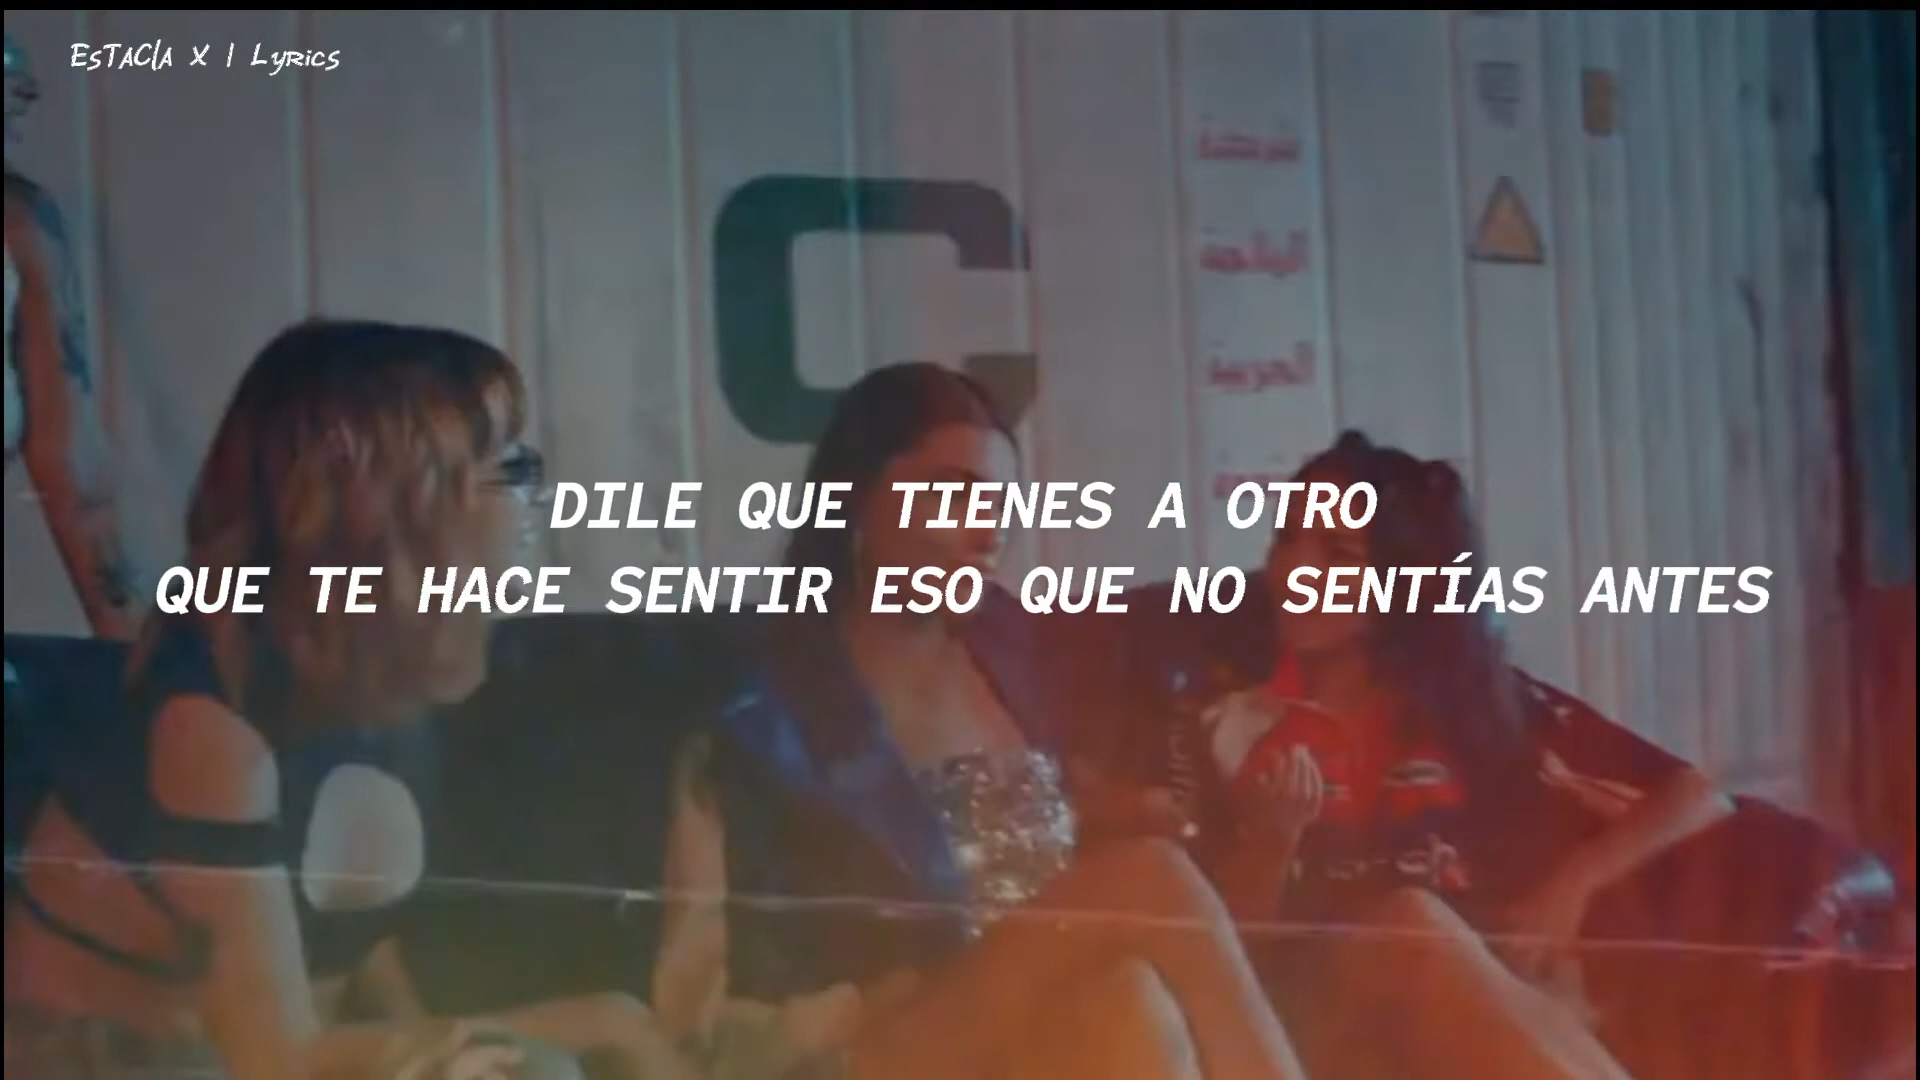 EsTACIA X | Lyrics
DILE QUE TIENES A OTRO
QUE TE HACE SENTIR ESO QUE NO SENTÍAS ANTES